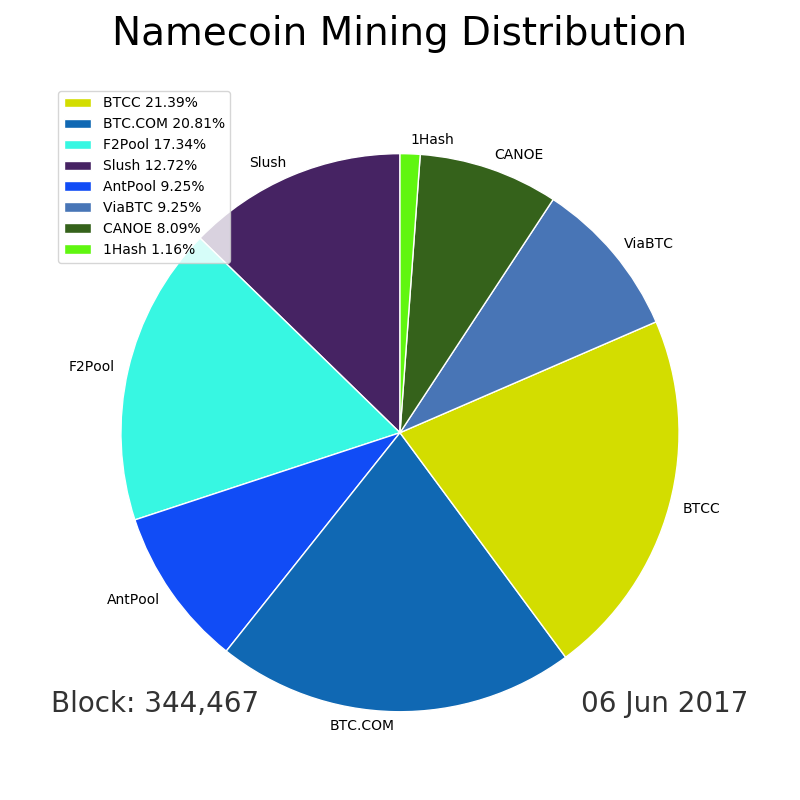 Namecoin Mining Distribution
BTCC 21.39%
BTC.COM 20.81%
F2Pool 17.34%
Slush 12.72%
AntPool 9.25%
ViaBTC 9.25%
CANOE 8.09%
1Hash 1.16%
1Hash
CANOE
Slush
ViaBTC
F2Pool
BTCC
AntPool
BTC.COM
Block: 344,467
06 Jun 2017